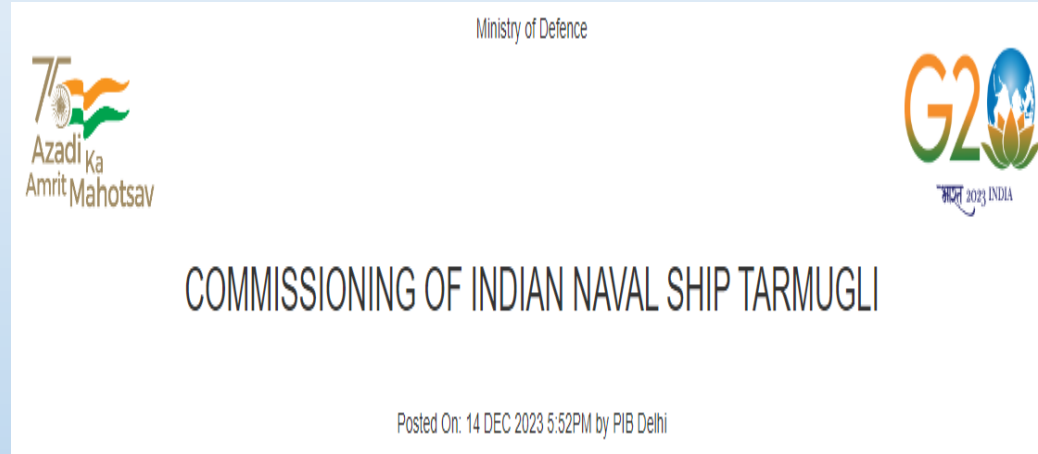 Ministry of Defence
75
Azadi Ka
Amrit Mahotsav
G20
भारत 2023 INDIA
COMMISSIONING OF INDIAN NAVAL SHIP TARMUGLI
Posted On: 14 DEC 2023 5:52PM by PIB Delhi